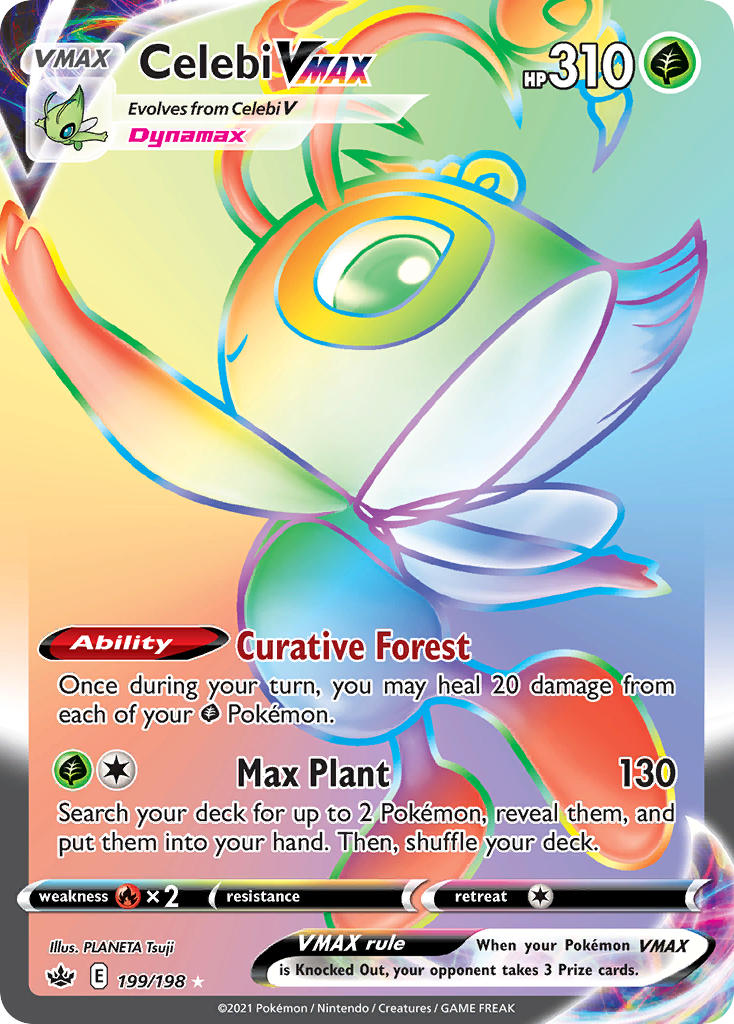 VMAX
Celebi VMAX
HP 310
Evolves from Celebi V
Dynamax
Ability Curative Forest
Once during your turn, you may heal 20 damage from
each of your Pokémon.
Max Plant 130
Search your deck for up to 2 Pokémon, reveal them, and
put them into your hand. Then, shuffle your deck.
weakness ×2 resistance retreat
Illus. PLANETA Tsuji
VMAX rule When your Pokémon VMAX
is Knocked Out, your opponent takes 3 Prize cards.
E 199/198 ★
©2021 Pokémon / Nintendo / Creatures / GAME FREAK